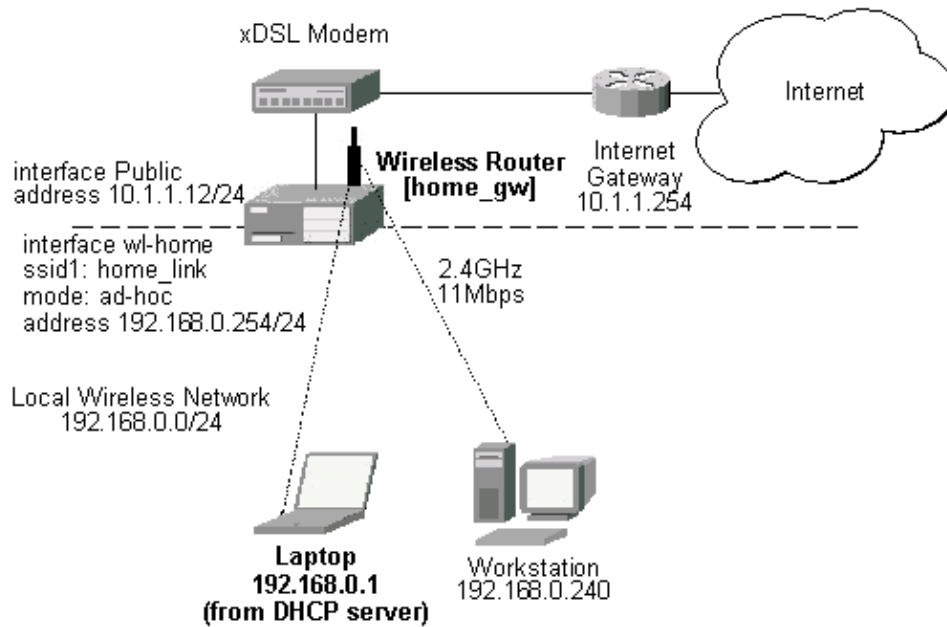 xDSL Modem
Internet
interface Public
address 10.1.1.12/24
Wireless Router
[home_gw]
Internet
Gateway
10.1.1.254
interface wl-home
ssid1: home_link
mode: ad-hoc
address 192.168.0.254/24
2.4GHz
11Mbps
Local Wireless Network
192.168.0.0/24
Laptop
192.168.0.1
(from DHCP server)
Workstation
192.168.0.240